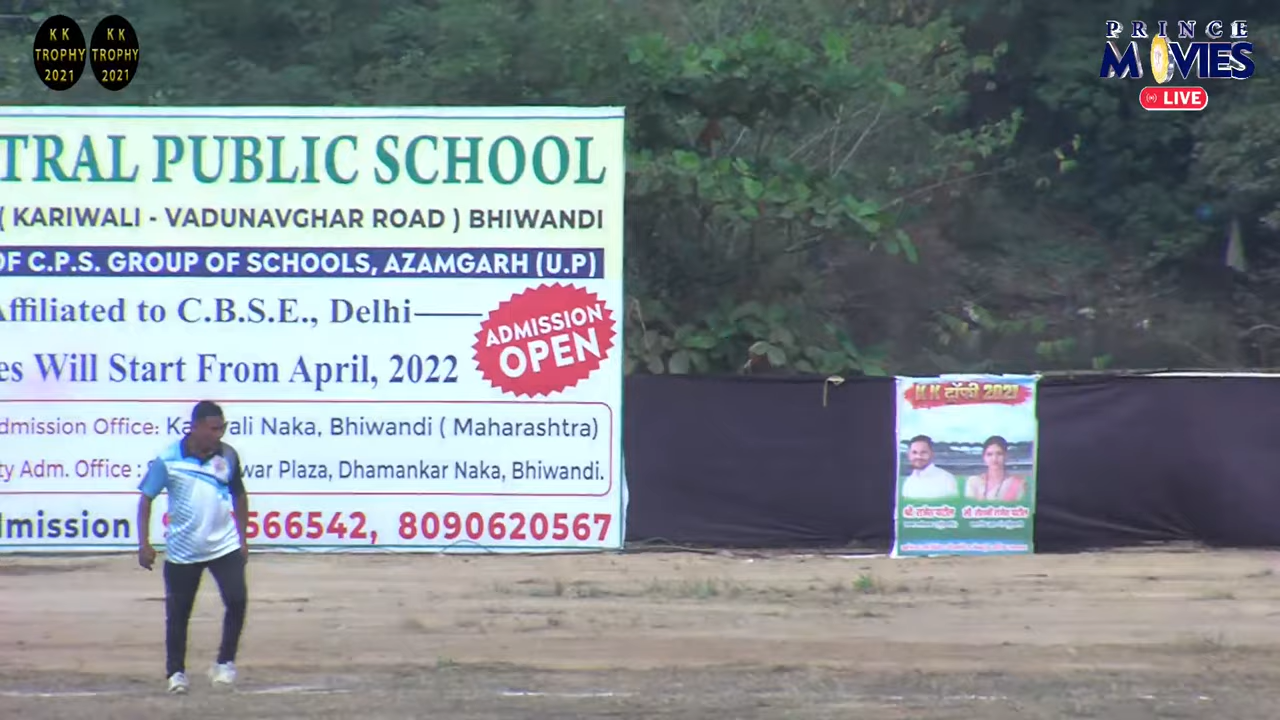 K K
TROPHY
2021
K K
TROPHY
2021
PRINCE
MOVIES
LIVE
TRAL PUBLIC SCHOOL
( KARIWALI - VADUNAVGHAR ROAD ) BHIWANDI
OF C.P.S. GROUP OF SCHOOLS, AZAMGARH (U.P)
Affiliated to C.B.S.E., Delhi
ADMISSION
OPEN
es Will Start From April, 2022
dmission Office: Ka ali Naka, Bhiwandi ( Maharashtra)
ty Adm. Office : war Plaza, Dhamankar Naka, Bhiwandi.
dmission 9 566542, 8090620567
K K ट्रॉफी 2021